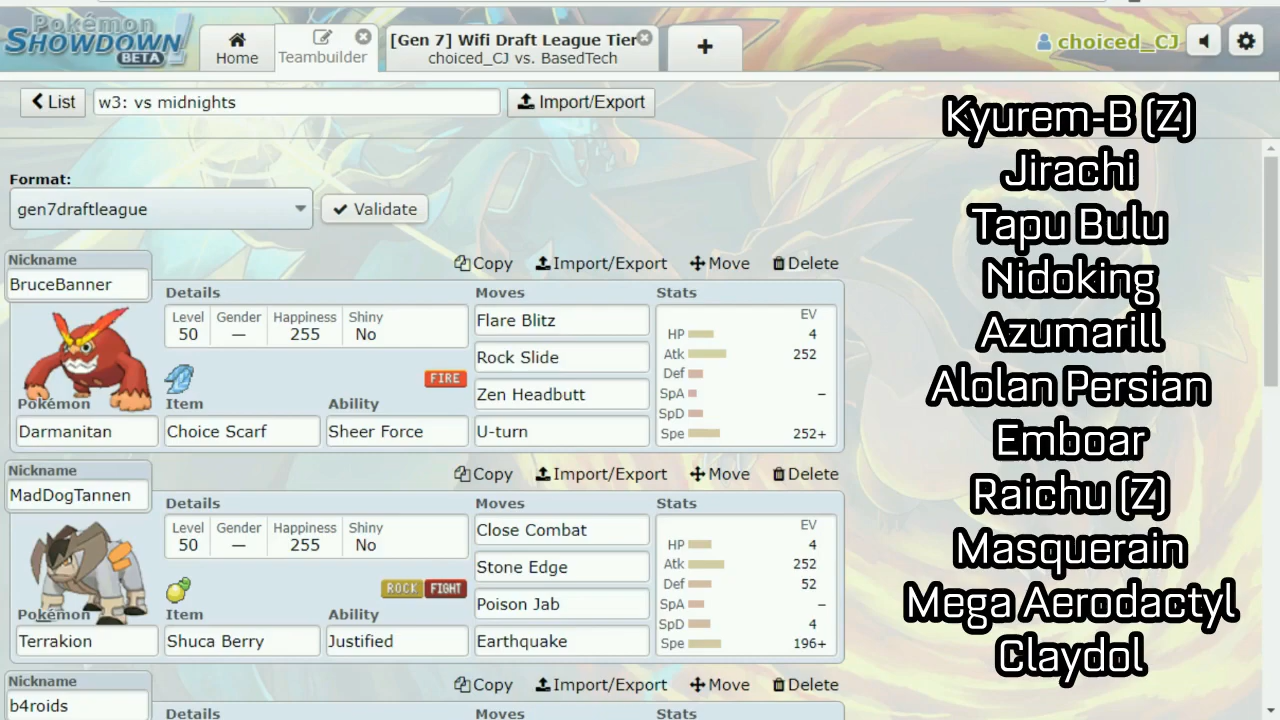 Pokémon
SHOWDOWN
BETA
Home
Teambuilder
[Gen 7] Wifi Draft League Tier
choiced_CJ vs. BasedTech
+
choiced_CJ
List
w3: vs midnights
Import/Export
Format:
gen7draftleague
Validate
Nickname
BruceBanner
Copy Import/Export Move Delete
Details Moves Stats
Level Gender Happiness Shiny
50 — 255 No
Flare Blitz
Rock Slide
Zen Headbutt
U-turn
EV
HP 4
Atk 252
Def
SpA –
SpD
Spe 252+
FIRE
Pokémon Item Ability
Darmanitan Choice Scarf Sheer Force
Nickname
MadDogTannen
Copy Import/Export Move Delete
Details Moves Stats
Level Gender Happiness Shiny
50 — 255 No
Close Combat
Stone Edge
Poison Jab
Earthquake
EV
HP 4
Atk 252
Def 52
SpA –
SpD 4
Spe 196+
ROCK FIGHT
Pokémon Item Ability
Terrakion Shuca Berry Justified
Nickname
b4roids
Copy Import/Export Move Delete
Details Moves Stats
Kyurem-B (Z)
Jirachi
Tapu Bulu
Nidoking
Azumarill
Alolan Persian
Emboar
Raichu (Z)
Masquerain
Mega Aerodactyl
Claydol